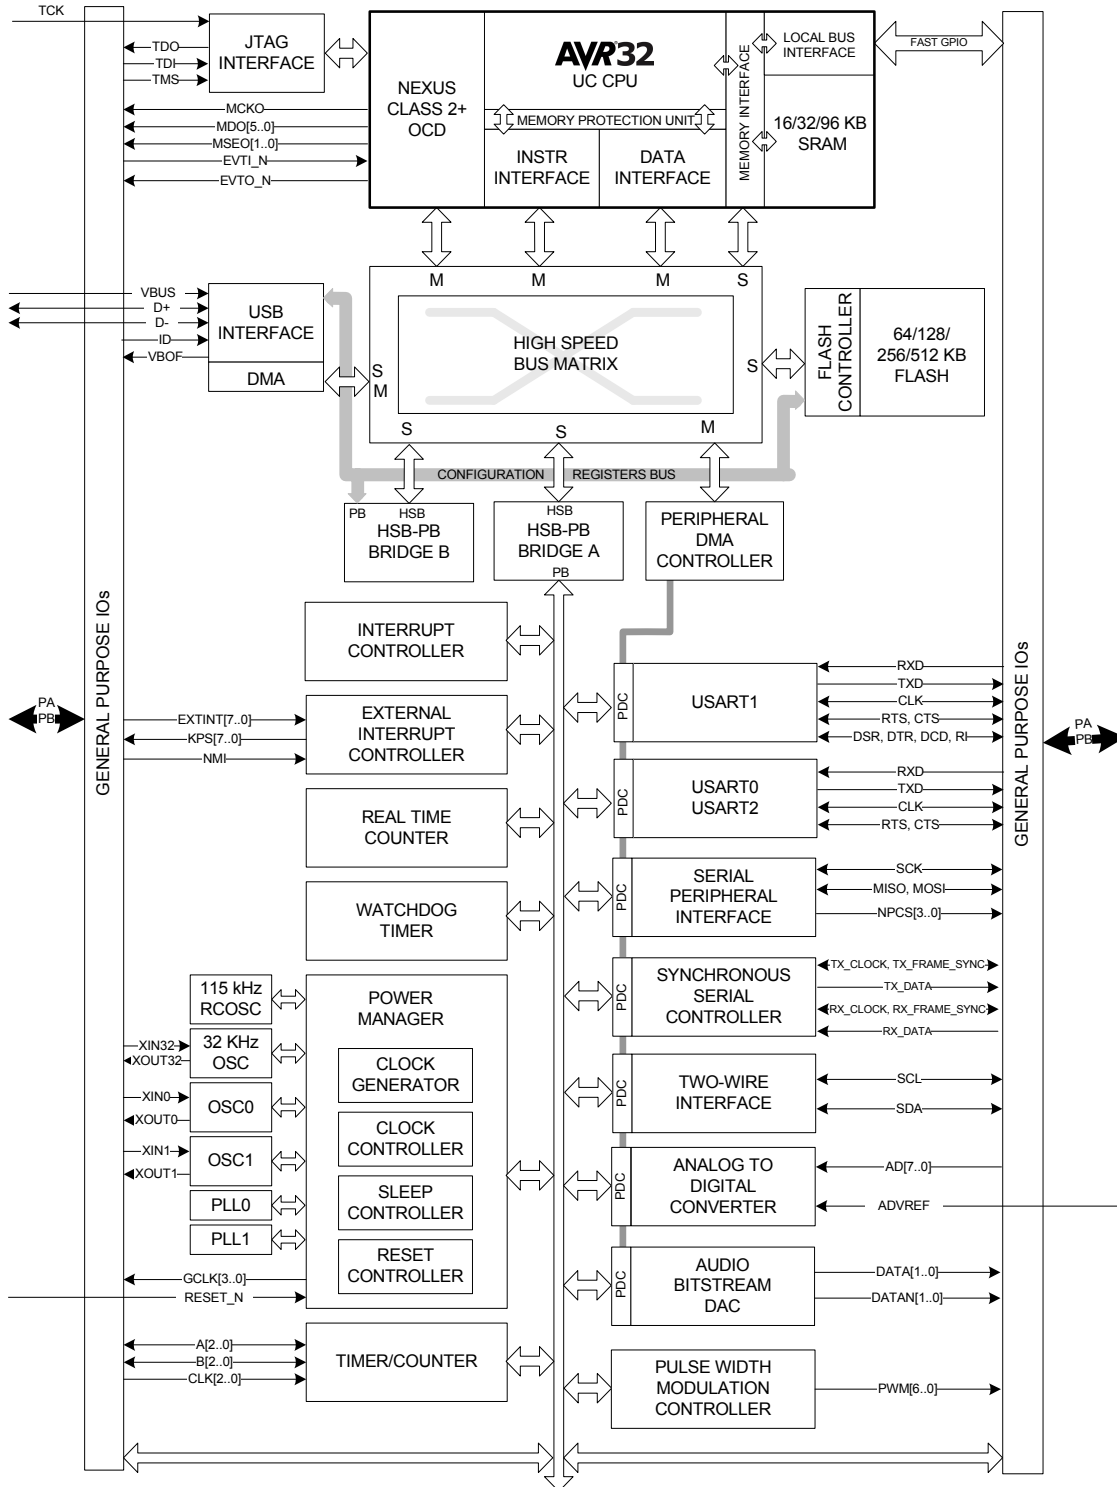 TCK
TDO
TDI
TMS
JTAG
INTERFACE
MCKO
MDO[5..0]
MSEO[1..0]
EVTI_N
EVTO_N
NEXUS
CLASS 2+
OCD
AVR32
UC CPU
MEMORY PROTECTION UNIT
INSTR
INTERFACE
DATA
INTERFACE
MEMORY INTERFACE
LOCAL BUS
INTERFACE
16/32/96 KB
SRAM
FAST GPIO
M
M
M
S
VBUS
D+
D-
ID
VBOF
USB
INTERFACE
DMA
S
M
HIGH SPEED
BUS MATRIX
S
S
S
M
FLASH
CONTROLLER
64/128/
256/512 KB
FLASH
CONFIGURATION REGISTERS BUS
PB
HSB
HSB-PB
BRIDGE B
HSB
HSB-PB
BRIDGE A
PB
PERIPHERAL
DMA
CONTROLLER
GENERAL PURPOSE IOs
PA
PB
INTERRUPT
CONTROLLER
EXTINT[7..0]
KPS[7..0]
NMI
EXTERNAL
INTERRUPT
CONTROLLER
REAL TIME
COUNTER
WATCHDOG
TIMER
115 kHz
RCOSC
XIN32
XOUT32
32 KHz
OSC
XIN0
XOUT0
OSC0
XIN1
XOUT1
OSC1
PLL0
PLL1
GCLK[3..0]
RESET_N
POWER
MANAGER
CLOCK
GENERATOR
CLOCK
CONTROLLER
SLEEP
CONTROLLER
RESET
CONTROLLER
A[2..0]
B[2..0]
CLK[2..0]
TIMER/COUNTER
PDC
USART1
RXD
TXD
CLK
RTS, CTS
DSR, DTR, DCD, RI
PDC
USART0
USART2
RXD
TXD
CLK
RTS, CTS
PDC
SERIAL
PERIPHERAL
INTERFACE
SCK
MISO, MOSI
NPCS[3..0]
PDC
SYNCHRONOUS
SERIAL
CONTROLLER
TX_CLOCK, TX_FRAME_SYNC
TX_DATA
RX_CLOCK, RX_FRAME_SYNC
RX_DATA
PDC
TWO-WIRE
INTERFACE
SCL
SDA
PDC
ANALOG TO
DIGITAL
CONVERTER
AD[7..0]
ADVREF
PDC
AUDIO
BITSTREAM
DAC
DATA[1..0]
DATAN[1..0]
PULSE WIDTH
MODULATION
CONTROLLER
PWM[6..0]
GENERAL PURPOSE IOs
PA
PB